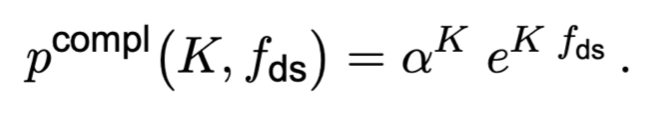 p^compl(K, f_ds) = α^K e^{K f_ds} .